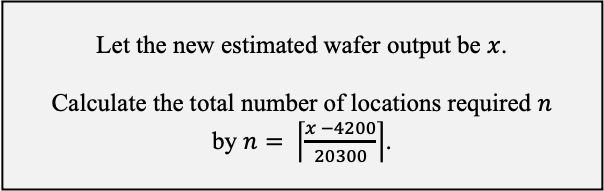 Let the new estimated wafer output be x.
Calculate the total number of locations required n
by n = ⌈(x −4200)/20300⌉.